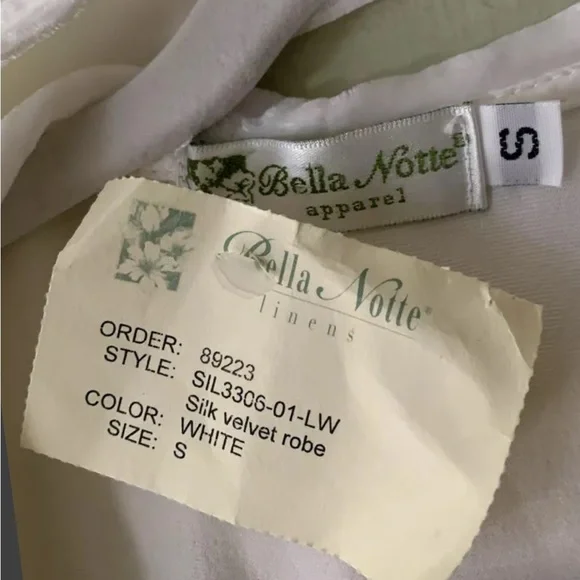 Bella Notte®
apparel
S
Bella Notte®
linens
ORDER: 89223
STYLE: SIL3306-01-LW
Silk velvet robe
COLOR: WHITE
SIZE: S